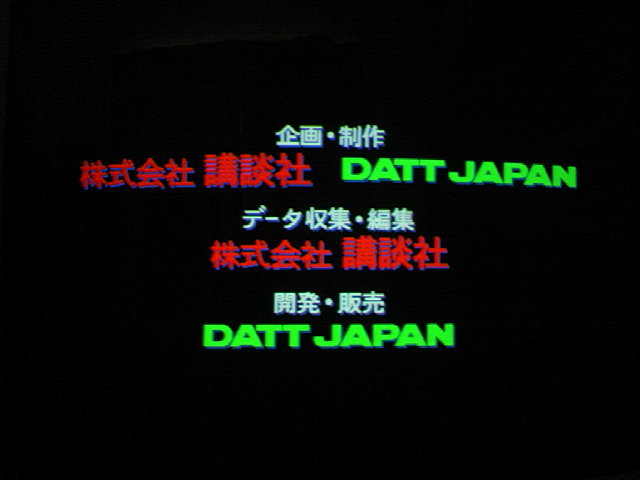 企画・制作
株式会社 講談社 DATT JAPAN
データ収集・編集
株式会社 講談社
開発・販売
DATT JAPAN